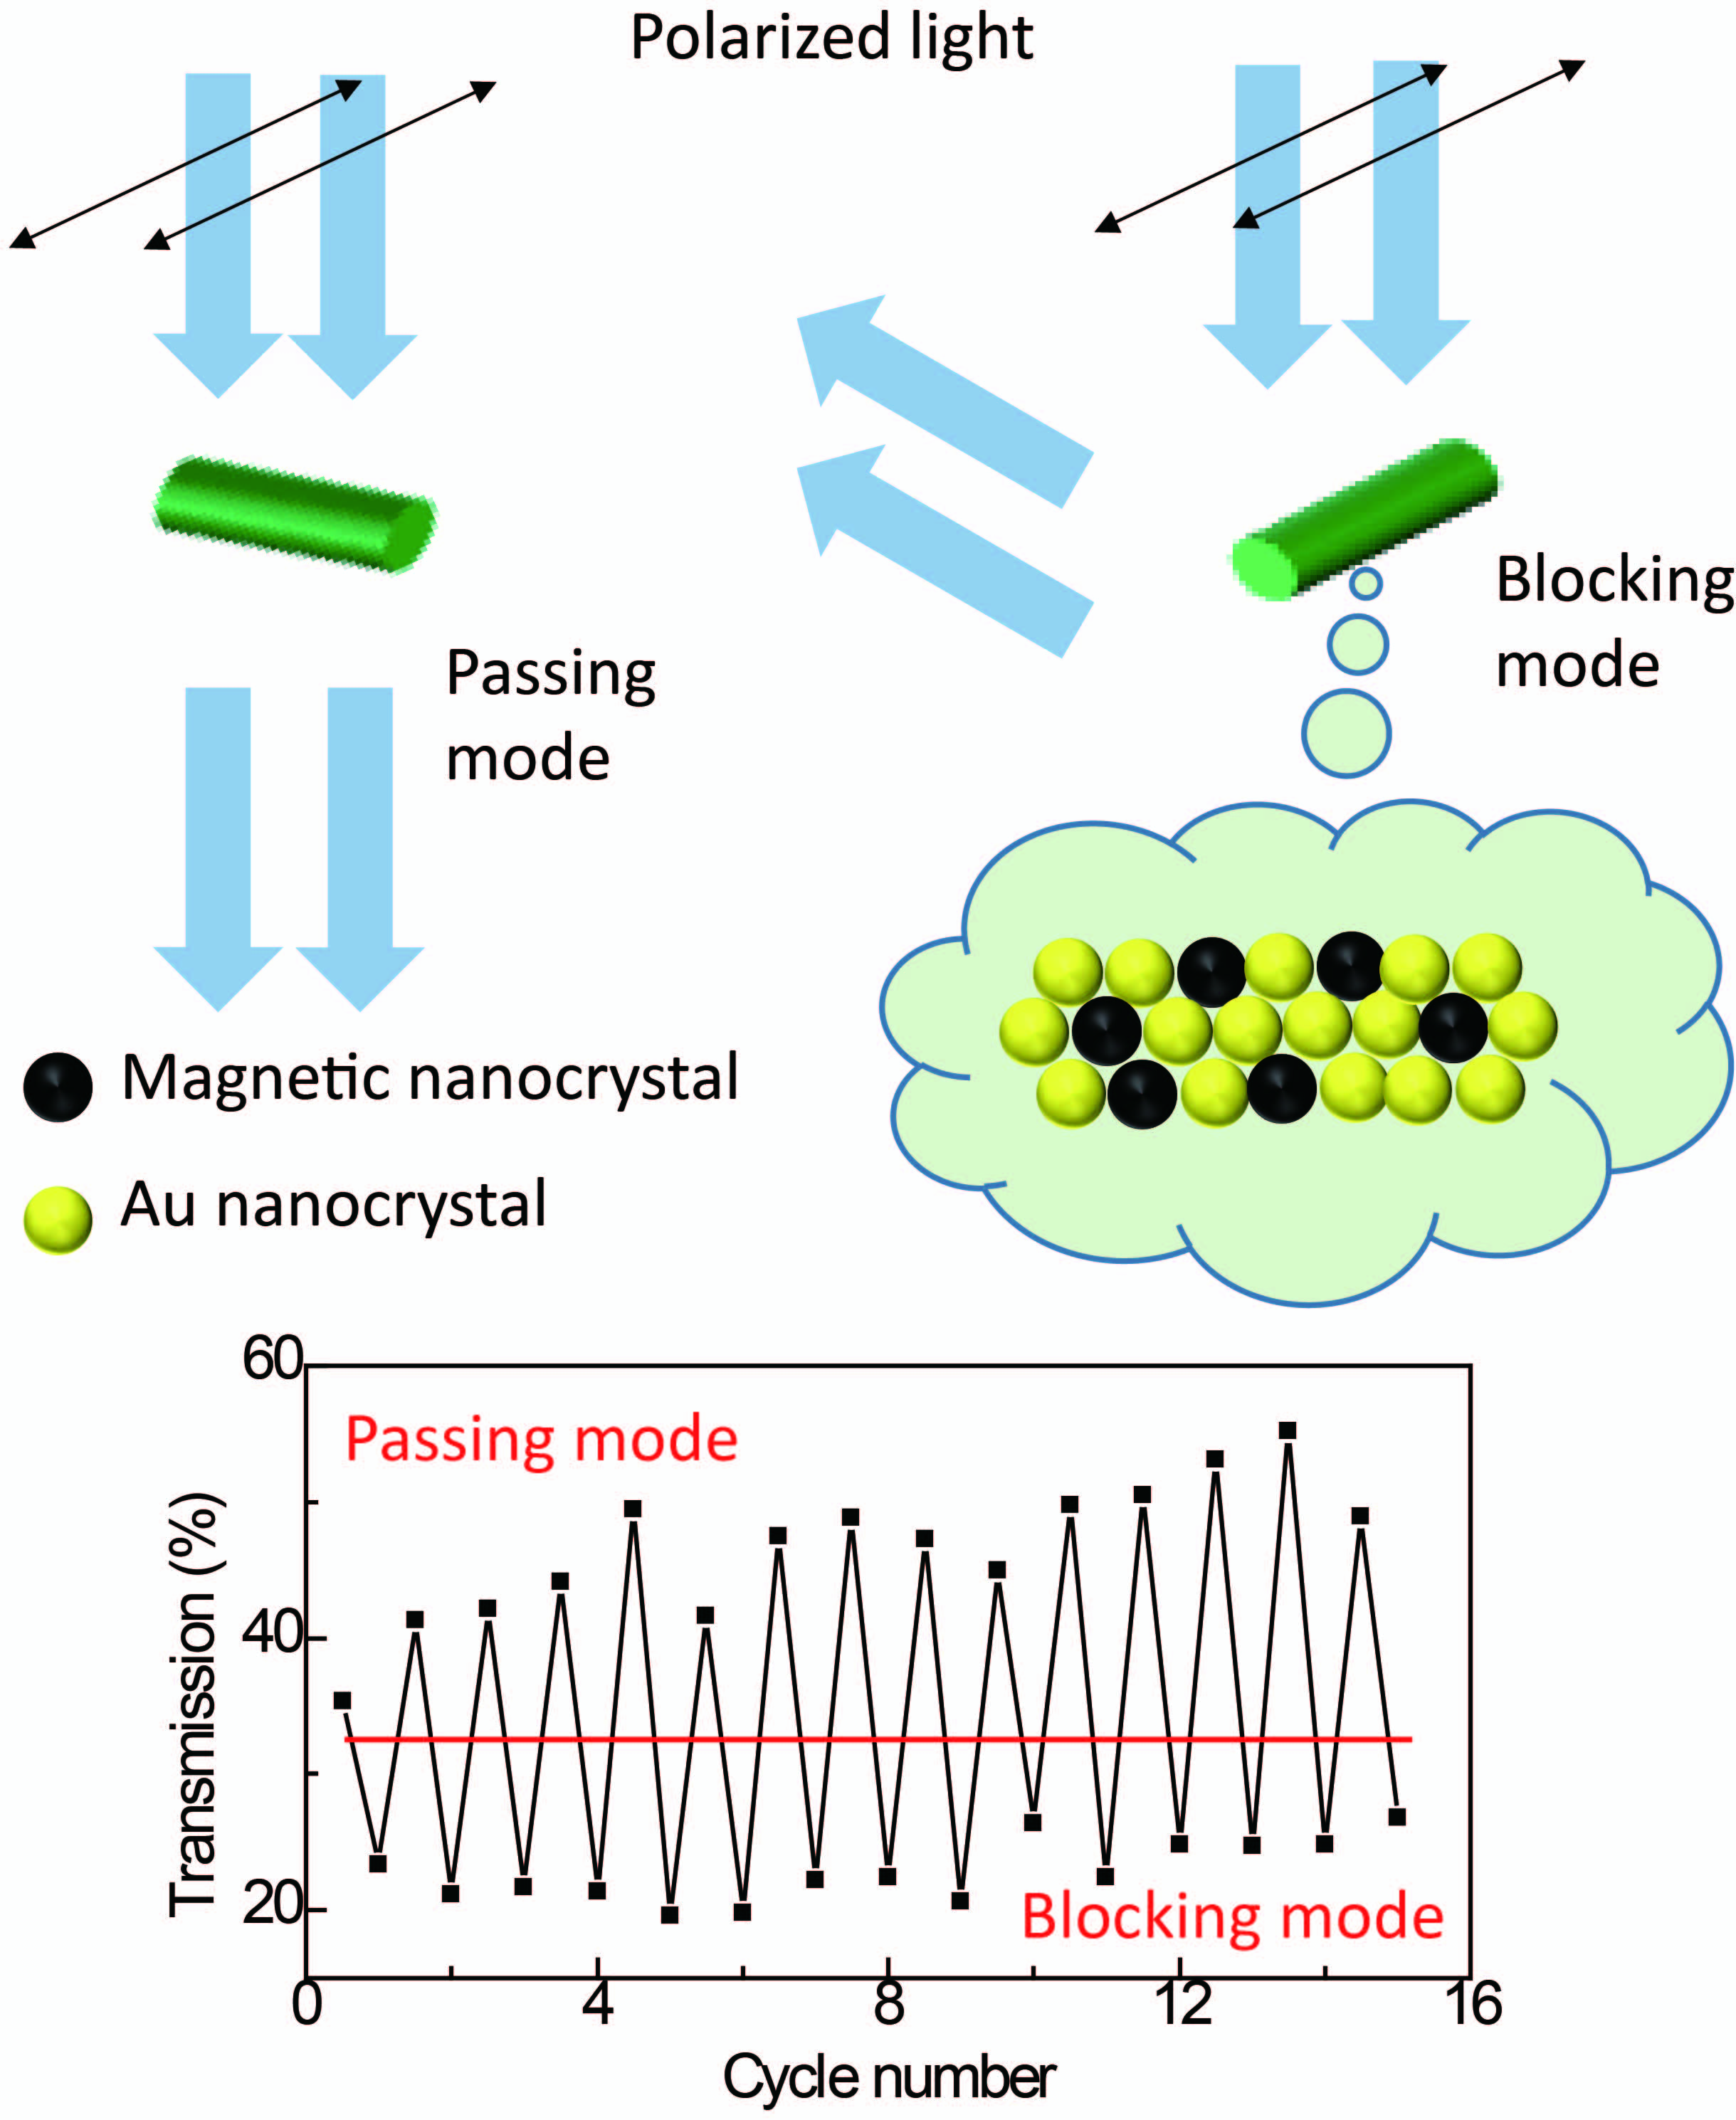 Polarized light
Blocking
mode
Passing
mode
Magnetic nanocrystal
Au nanocrystal
60
Passing mode
Transmission (%)
40
20
Blocking mode
0 4 8 12 16
Cycle number